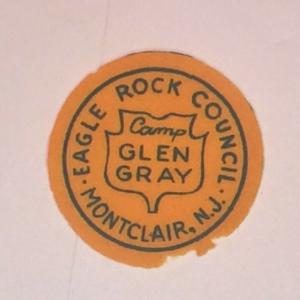 EAGLE ROCK COUNCIL
Camp
GLEN
GRAY
· MONTCLAIR, N.J. ·